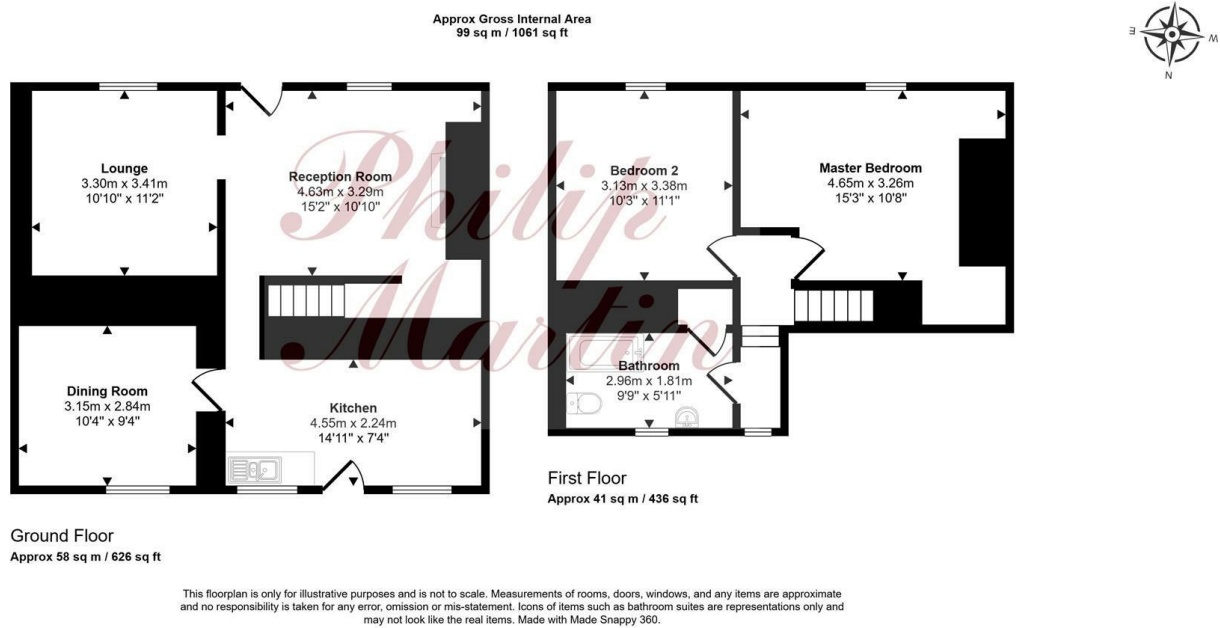 Approx Gross Internal Area
99 sq m / 1061 sq ft
E
W
N
Lounge
3.30m x 3.41m
10'10" x 11'2"
Reception Room
4.63m x 3.29m
15'2" x 10'10"
Bedroom 2
3.13m x 3.38m
10'3" x 11'1"
Master Bedroom
4.65m x 3.26m
15'3" x 10'8"
Philip
Martin
Dining Room
3.15m x 2.84m
10'4" x 9'4"
Kitchen
4.55m x 2.24m
14'11" x 7'4"
Bathroom
2.96m x 1.81m
9'9" x 5'11"
First Floor
Approx 41 sq m / 436 sq ft
Ground Floor
Approx 58 sq m / 626 sq ft
This floorplan is only for illustrative purposes and is not to scale. Measurements of rooms, doors, windows, and any items are approximate
and no responsibility is taken for any error, omission or mis-statement. Icons of items such as bathroom suites are representations only and
may not look like the real items. Made with Made Snappy 360.